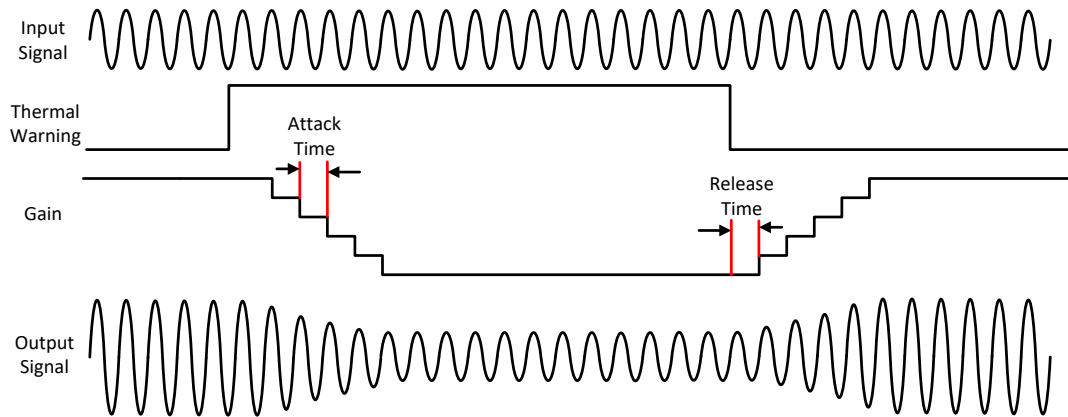 Input
Signal
Thermal
Warning
Attack
Time
Gain
Release
Time
Output
Signal